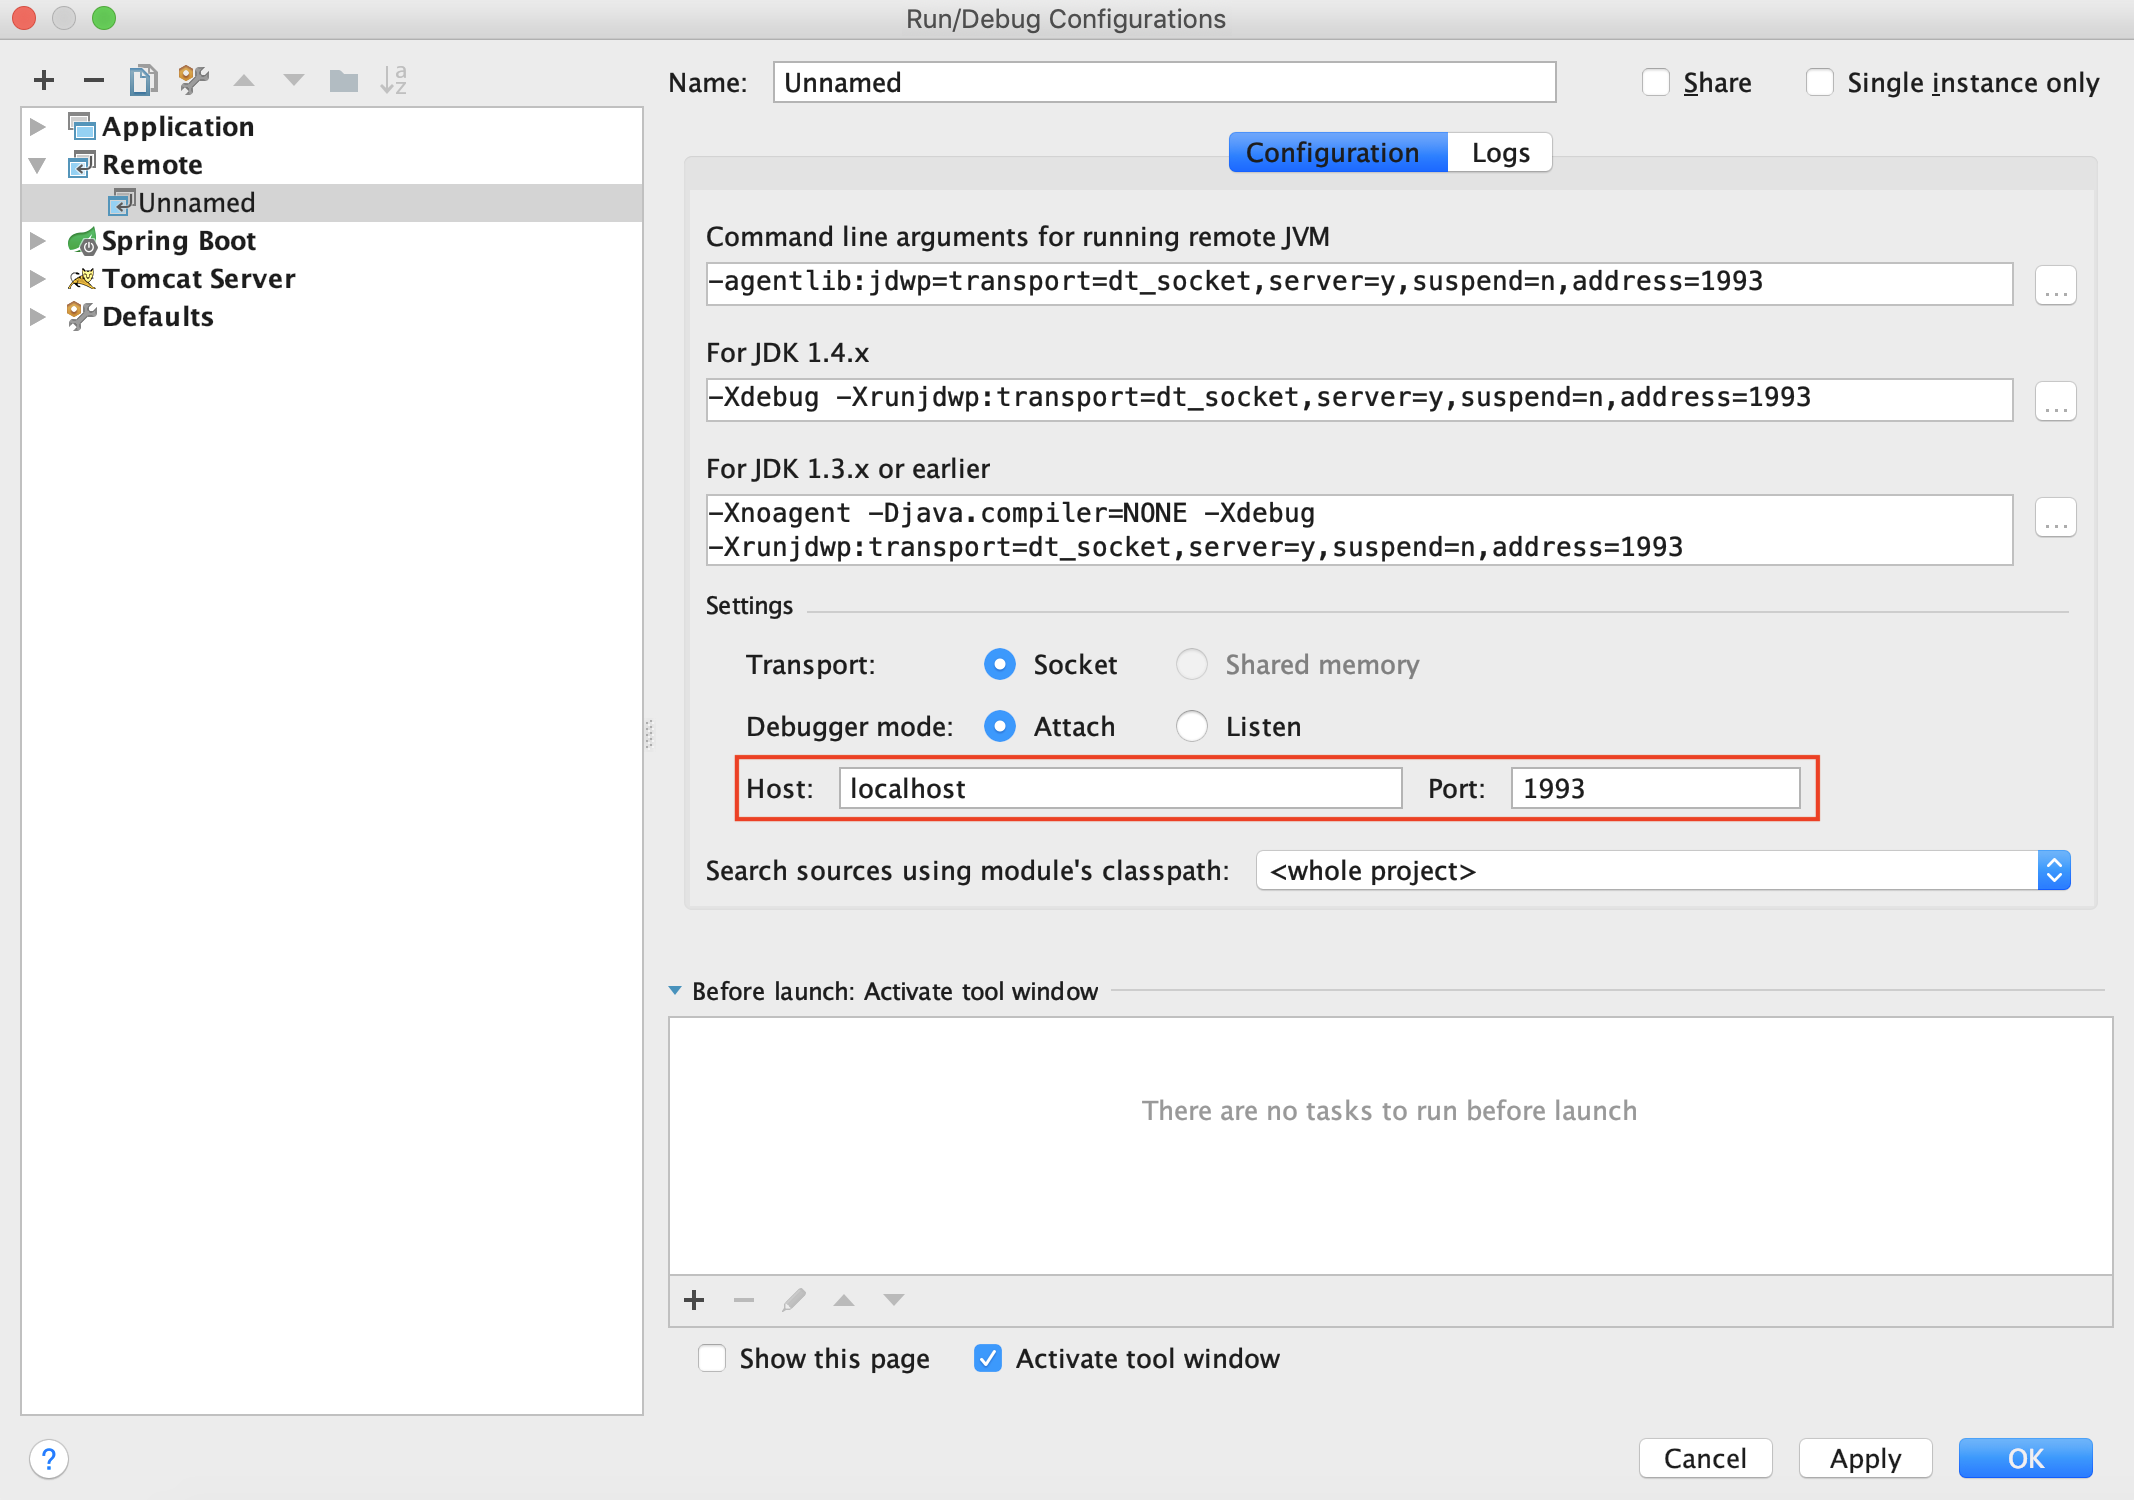 Run/Debug Configurations
Name: Unnamed Share Single instance only
Application
Remote
Unnamed
Spring Boot
Tomcat Server
Defaults
Configuration Logs
Command line arguments for running remote JVM
-agentlib:jdwp=transport=dt_socket,server=y,suspend=n,address=1993
...
For JDK 1.4.x
-Xdebug -Xrunjdwp:transport=dt_socket,server=y,suspend=n,address=1993
...
For JDK 1.3.x or earlier
-Xnoagent -Djava.compiler=NONE -Xdebug
-Xrunjdwp:transport=dt_socket,server=y,suspend=n,address=1993
...
Settings
Transport: Socket Shared memory
Debugger mode: Attach Listen
Host: localhost Port: 1993
Search sources using module's classpath: <whole project>
Before launch: Activate tool window
There are no tasks to run before launch
Show this page Activate tool window
? Cancel Apply OK